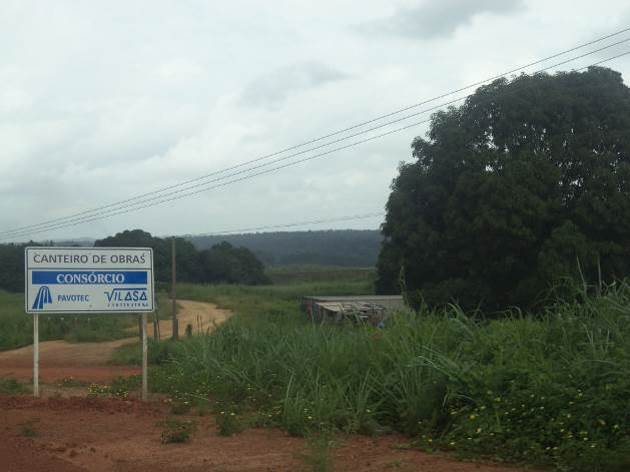 CANTEIRO DE OBRAS
CONSÓRCIO
PAVOTEC VILASA